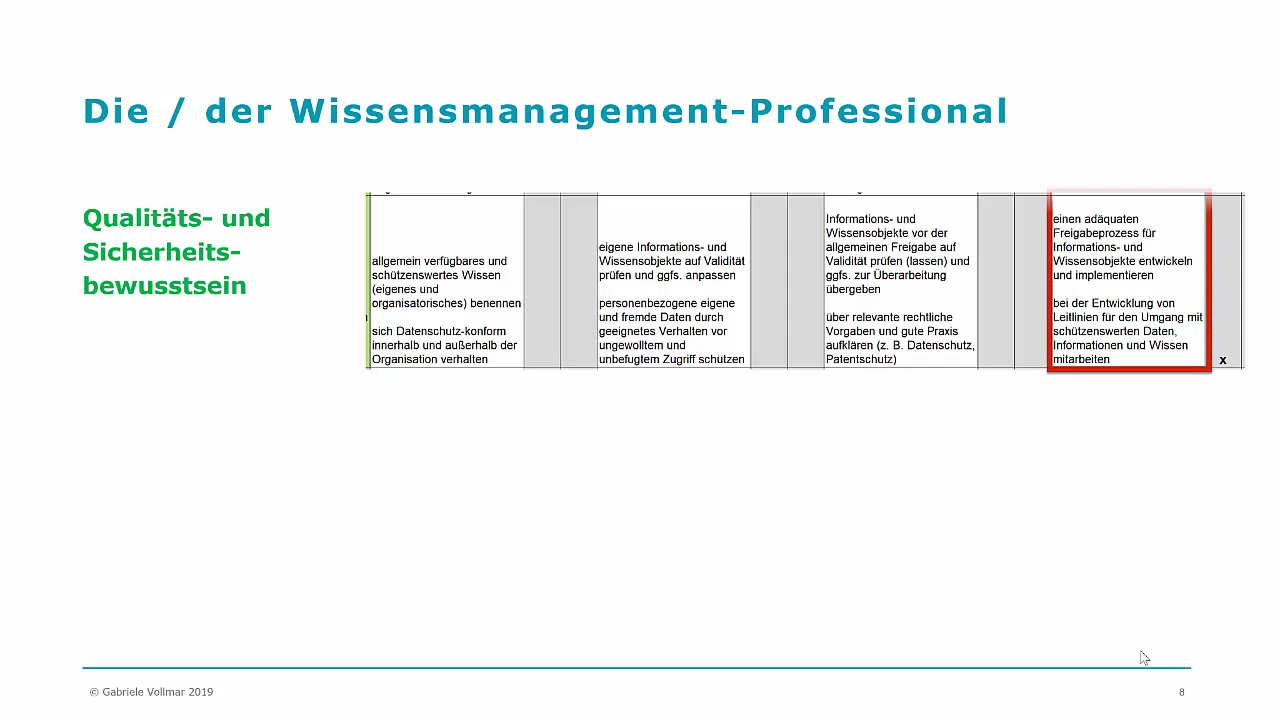 Die / der Wissensmanagement-Professional
Qualitäts- und
Sicherheits-
bewusstsein
allgemein verfügbares und
schützenswertes Wissen
(eigenes und
organisatorisches) benennen
sich Datenschutz-konform
innerhalb und außerhalb der
Organisation verhalten
eigene Informations- und
Wissensobjekte auf Validität
prüfen und ggfs. anpassen
personenbezogene eigene
und fremde Daten durch
geeignetes Verhalten vor
ungewolltem und
unbefugtem Zugriff schützen
Informations- und
Wissensobjekte vor der
allgemeinen Freigabe auf
Validität prüfen (lassen) und
ggfs. zur Überarbeitung
übergeben
über relevante rechtliche
Vorgaben und gute Praxis
aufklären (z. B. Datenschutz,
Patentschutz)
einen adäquaten
Freigabeprozess für
Informations- und
Wissensobjekte entwickeln
und implementieren
bei der Entwicklung von
Leitlinien für den Umgang mit
schützenswerten Daten,
Informationen und Wissen
mitarbeiten
x
© Gabriele Vollmar 2019
8